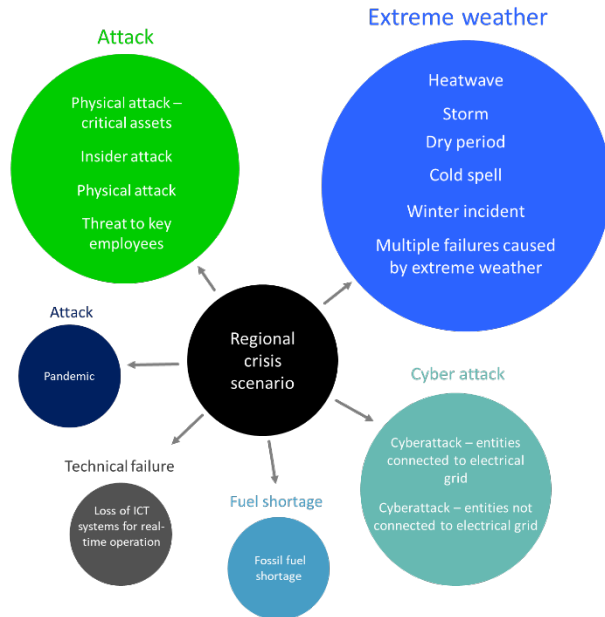 Attack
Physical attack –
critical assets
Insider attack
Physical attack
Threat to key
employees
Extreme weather
Heatwave
Storm
Dry period
Cold spell
Winter incident
Multiple failures caused
by extreme weather
Regional
crisis
scenario
Attack
Pandemic
Cyber attack
Cyberattack – entities
connected to electrical
grid
Cyberattack – entities not
connected to electrical grid
Technical failure
Loss of ICT
systems for real-
time operation
Fuel shortage
Fossil fuel
shortage